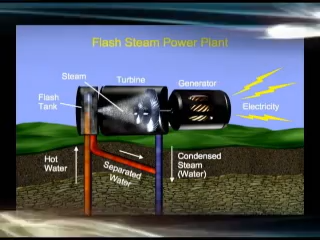 Flash Steam Power Plant
Steam
Turbine
Generator
Flash
Tank
Electricity
Hot
Water
Separated
Water
Condensed
Steam
(Water)